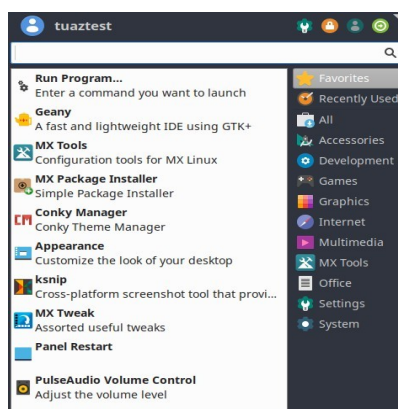 tuaztest
Run Program...
Enter a command you want to launch
Geany
A fast and lightweight IDE using GTK+
MX Tools
Configuration tools for MX Linux
MX Package Installer
Simple Package Installer
Conky Manager
Conky Theme Manager
Appearance
Customize the look of your desktop
ksnip
Cross-platform screenshot tool that provi...
MX Tweak
Assorted useful tweaks
Panel Restart
PulseAudio Volume Control
Adjust the volume level
Favorites
Recently Used
All
Accessories
Development
Games
Graphics
Internet
Multimedia
MX Tools
Office
Settings
System